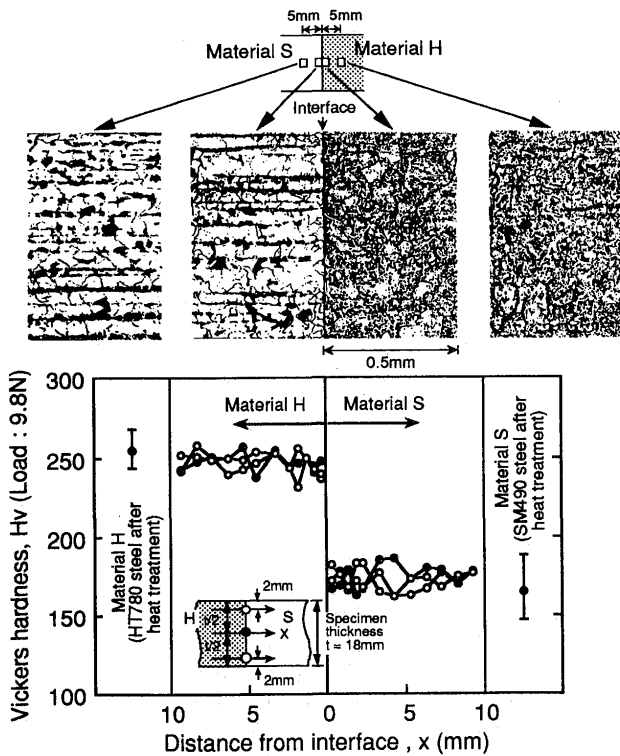 5mm 5mm
Material S Material H
Interface
0.5mm
300
250
200
150
100
Vickers hardness, Hv (Load : 9.8N)
Material H Material S
Material H
(HT780 steel after
heat treatment)
Material S
(SM490 steel after
heat treatment)
2mm
H S
t/2
X
t/2
2mm
Specimen
thickness
t = 18mm
10 5 0 5 10
Distance from interface , x (mm)